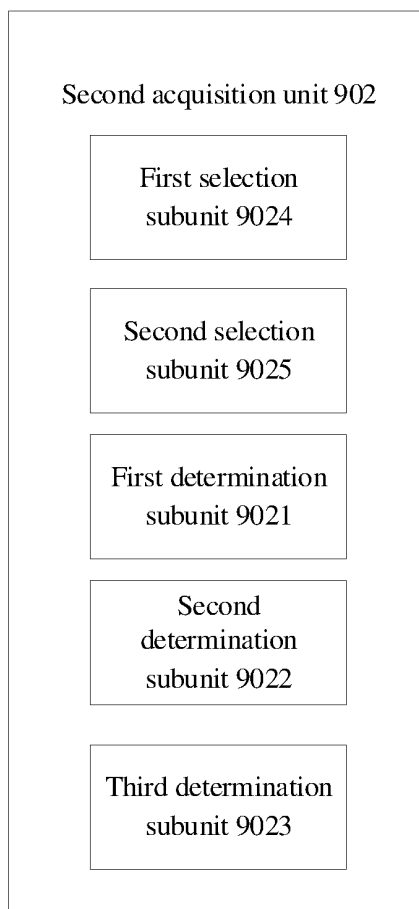 Second acquisition unit 902
First selection
subunit 9024
Second selection
subunit 9025
First determination
subunit 9021
Second
determination
subunit 9022
Third determination
subunit 9023